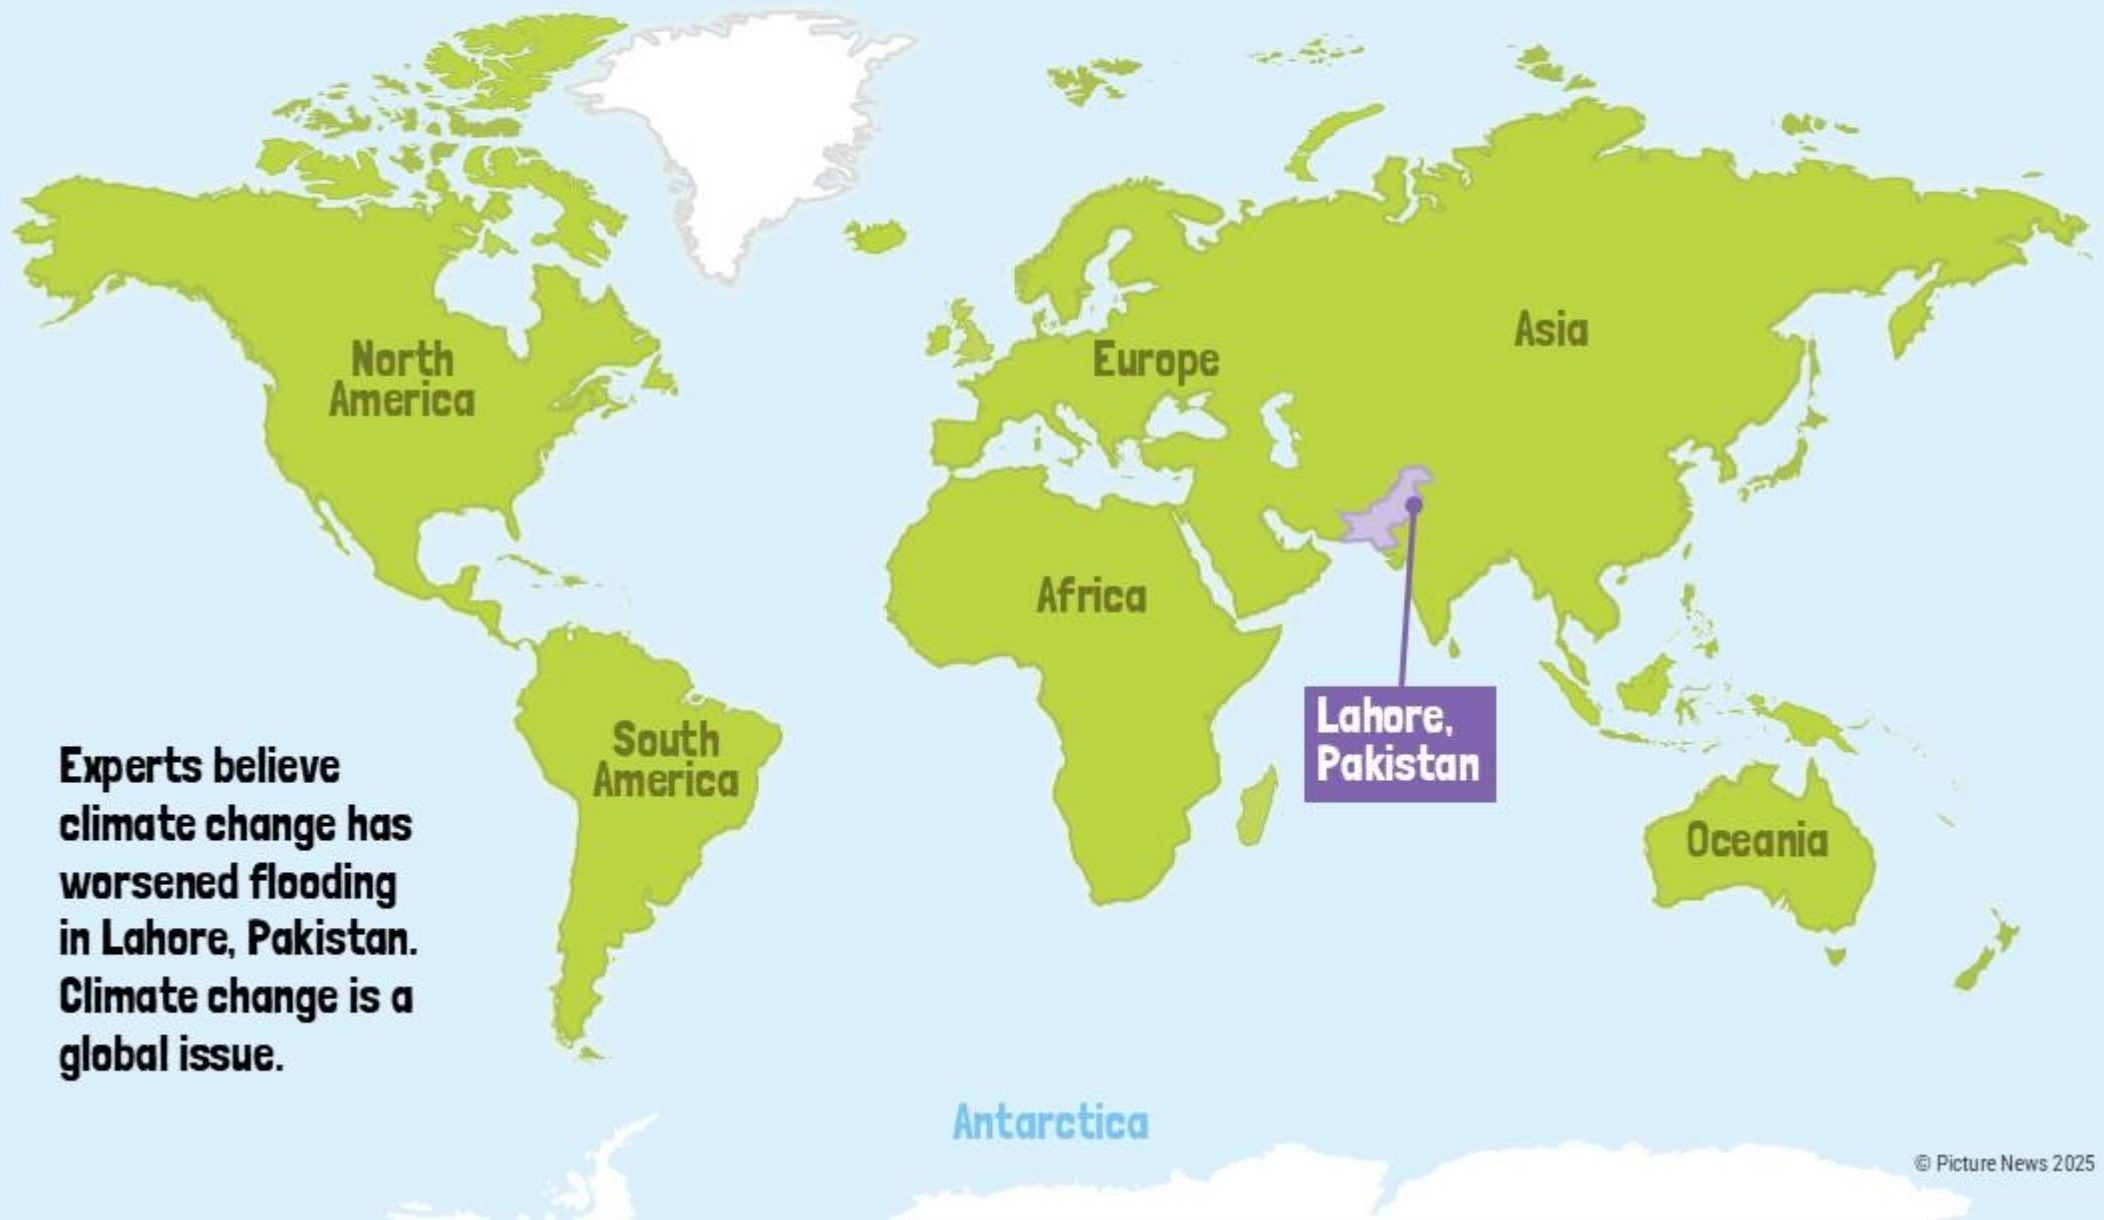 North
America
Europe
Asia
Africa
South
America
Lahore,
Pakistan
Oceania
Experts believe
climate change has
worsened flooding
in Lahore, Pakistan.
Climate change is a
global issue.
Antarctica
© Picture News 2025